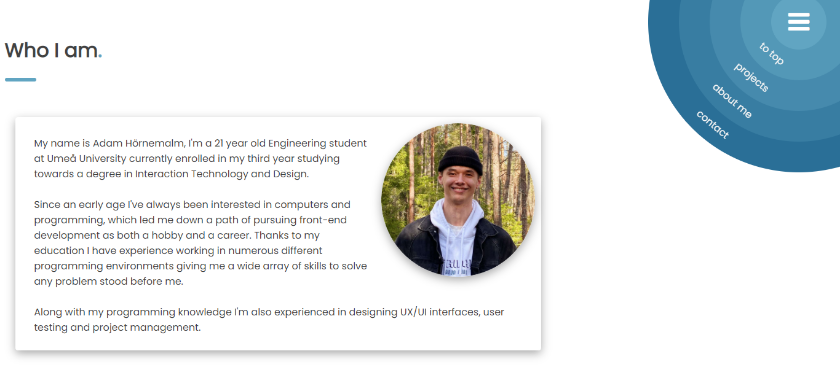 Who I am.
to top
projects
about me
contact
My name is Adam Hörnemalm, I'm a 21 year old Engineering student
at Umeå University currently enrolled in my third year studying
towards a degree in Interaction Technology and Design.
Since an early age I've always been interested in computers and
programming, which led me down a path of pursuing front-end
development as both a hobby and a career. Thanks to my
education I have experience working in numerous different
programming environments giving me a wide array of skills to solve
any problem stood before me.
Along with my programming knowledge I'm also experienced in designing UX/UI interfaces, user
testing and project management.